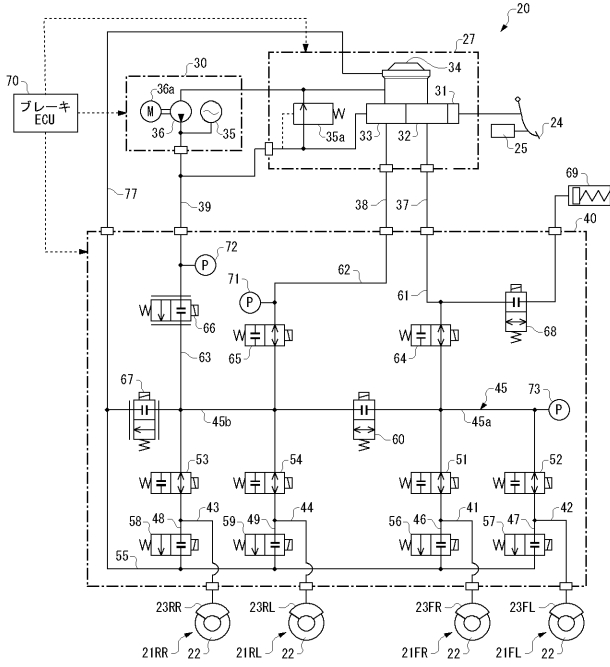 20
27
30
70
36a
34
31
ブレーキ
ECU
M
36
35
35a
33
32
24
25
69
77
39
38
37
40
72
P
62
71
P
61
66
65
64
68
63
67
45
73
P
45b
60
45a
53
54
51
52
58
48
43
59
49
44
56
46
41
57
47
42
55
23RR
23RL
23FR
23FL
21RR
22
21RL
22
21FR
22
21FL
22